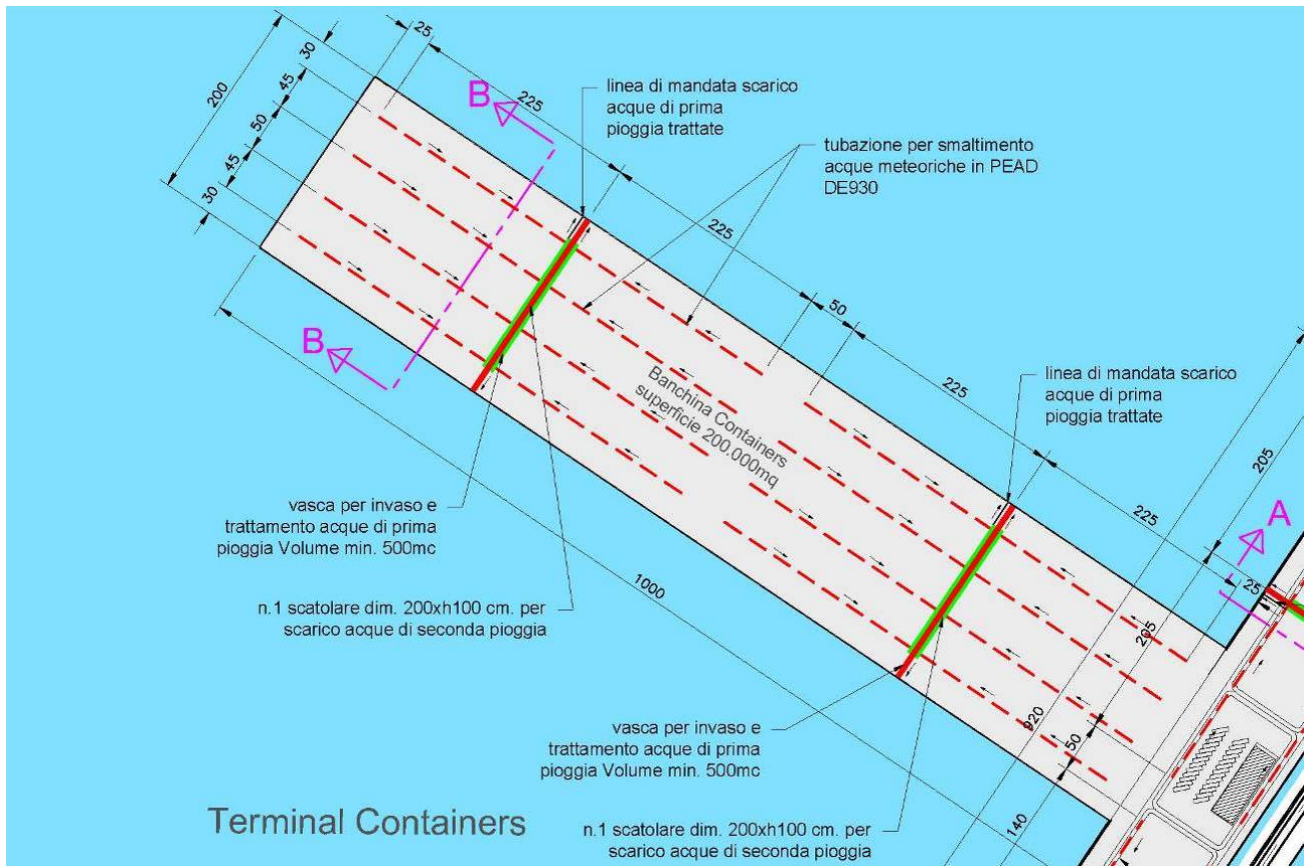 25
30
200
45
50
45
30
225
B
linea di mandata scarico
acque di prima
pioggia trattate
tubazione per smaltimento
acque meteoriche in PEAD
DE930
225
50
B
225
linea di mandata scarico
acque di prima
pioggia trattate
Banchina Containers
superficie 200.000mq
205
225
A
25
vasca per invaso e
trattamento acque di prima
pioggia Volume min. 500mc
1000
n.1 scatolare dim. 200xh100 cm. per
scarico acque di seconda pioggia
205
920
50
140
vasca per invaso e
trattamento acque di prima
pioggia Volume min. 500mc
Terminal Containers
n.1 scatolare dim. 200xh100 cm. per
scarico acque di seconda pioggia